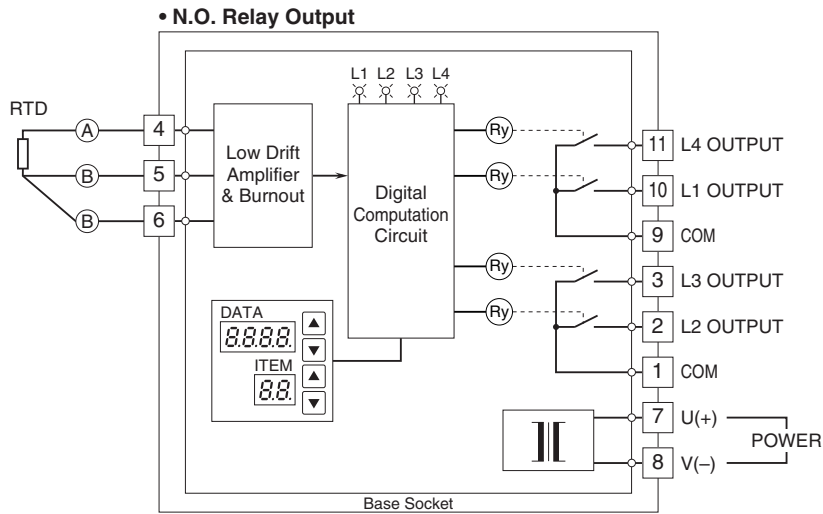 • N.O. Relay Output
L1 L2 L3 L4
RTD
A
4
B
5
B
6
Low Drift
Amplifier
& Burnout
Digital
Computation
Circuit
Ry
Ry
Ry
Ry
11 L4 OUTPUT
10 L1 OUTPUT
9 COM
3 L3 OUTPUT
2 L2 OUTPUT
1 COM
DATA
8.8.8.8.
ITEM
8.8.
7 U(+)
POWER
8 V(–)
Base Socket